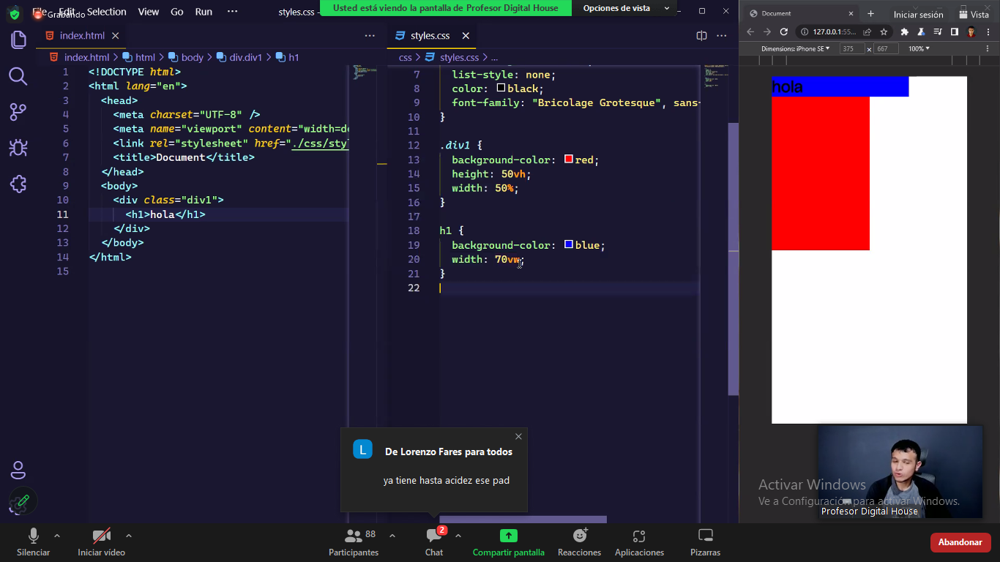 Grabando
File Edit Selection View Go Run ···
styles.css -
Usted está viendo la pantalla de Profesor Digital House
Opciones de vista
index.html
index.html > html > body > div.div1 > h1
1 <!DOCTYPE html>
2 <html lang="en">
3 <head>
4 <meta charset="UTF-8" />
5 <meta name="viewport" content="width=de
6 <link rel="stylesheet" href="./css/styl
7 <title>Document</title>
8 </head>
9 <body>
10 <div class="div1">
11 <h1>hola</h1>
12 </div>
13 </body>
14 </html>
15
styles.css
css > styles.css > ...
7 list-style: none;
8 color: black;
9 font-family: "Bricolage Grotesque", sans-
10 }
11
12 .div1 {
13 background-color: red;
14 height: 50vh;
15 width: 50%;
16 }
17
18 h1 {
19 background-color: blue;
20 width: 70vw;
21 }
22
Document
Iniciar sesión
Vista
127.0.0.1:55...
Dimensions: iPhone SE 375 × 667 100%
hola
L
De Lorenzo Fares para todos
ya tiene hasta acidez ese pad
Activar Windows
Ve a Configuración para activar Windows.
Profesor Digital House
Silenciar
Iniciar vídeo
Participantes
88
Chat
2
Compartir pantalla
Reacciones
Aplicaciones
Pizarras
Abandonar